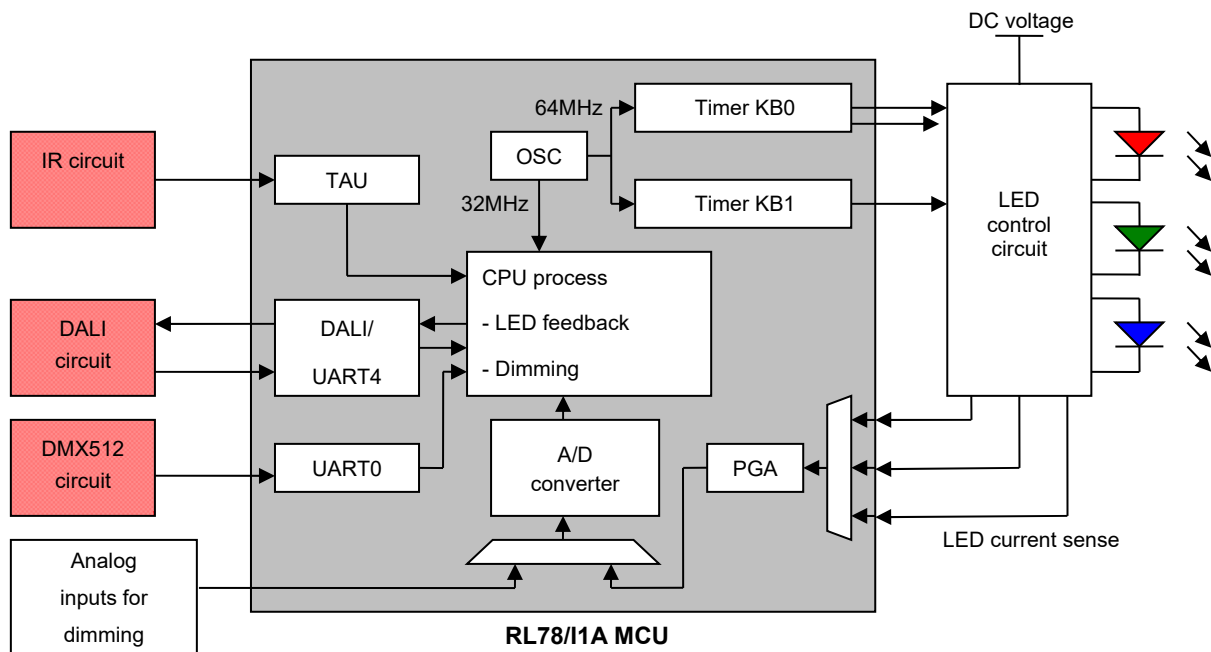 DC voltage
64MHz
Timer KB0
IR circuit
TAU
OSC
32MHz
Timer KB1
LED
control
circuit
CPU process
- LED feedback
- Dimming
DALI
circuit
DALI/
UART4
DMX512
circuit
UART0
A/D
converter
PGA
LED current sense
Analog
inputs for
dimming
RL78/I1A MCU